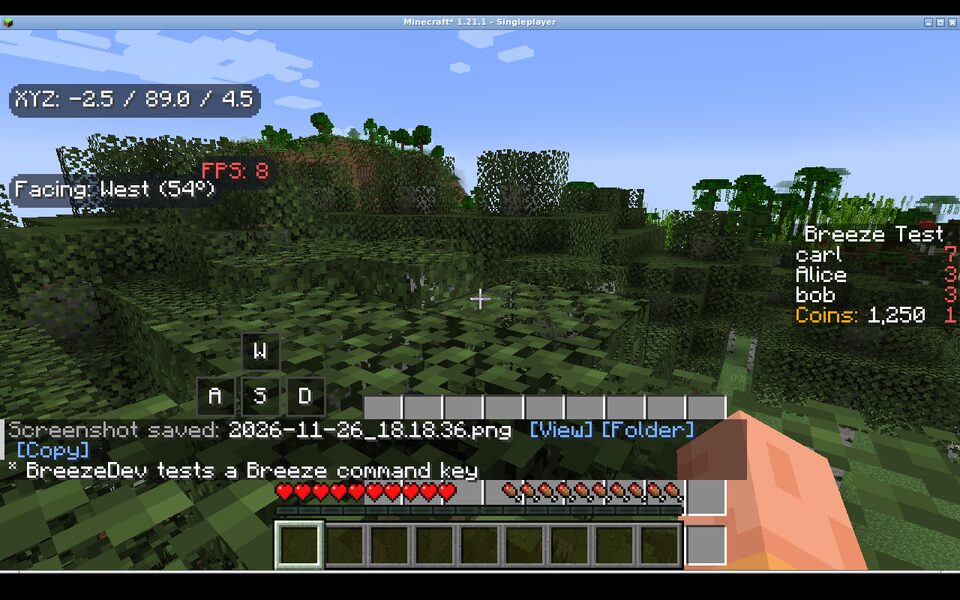 Minecraft* 1.21.1 - Singleplayer
XYZ: -2.5 / 89.0 / 4.5
FPS: 8
Facing: West (54°)
Breeze Test
carl 7
Alice
bob
Coins: 1,250 1
W
A S D
Screenshot saved: 2026-11-26_18.18.36.png [View] [Folder]
[Copy]
* BreezeDev tests a Breeze command key